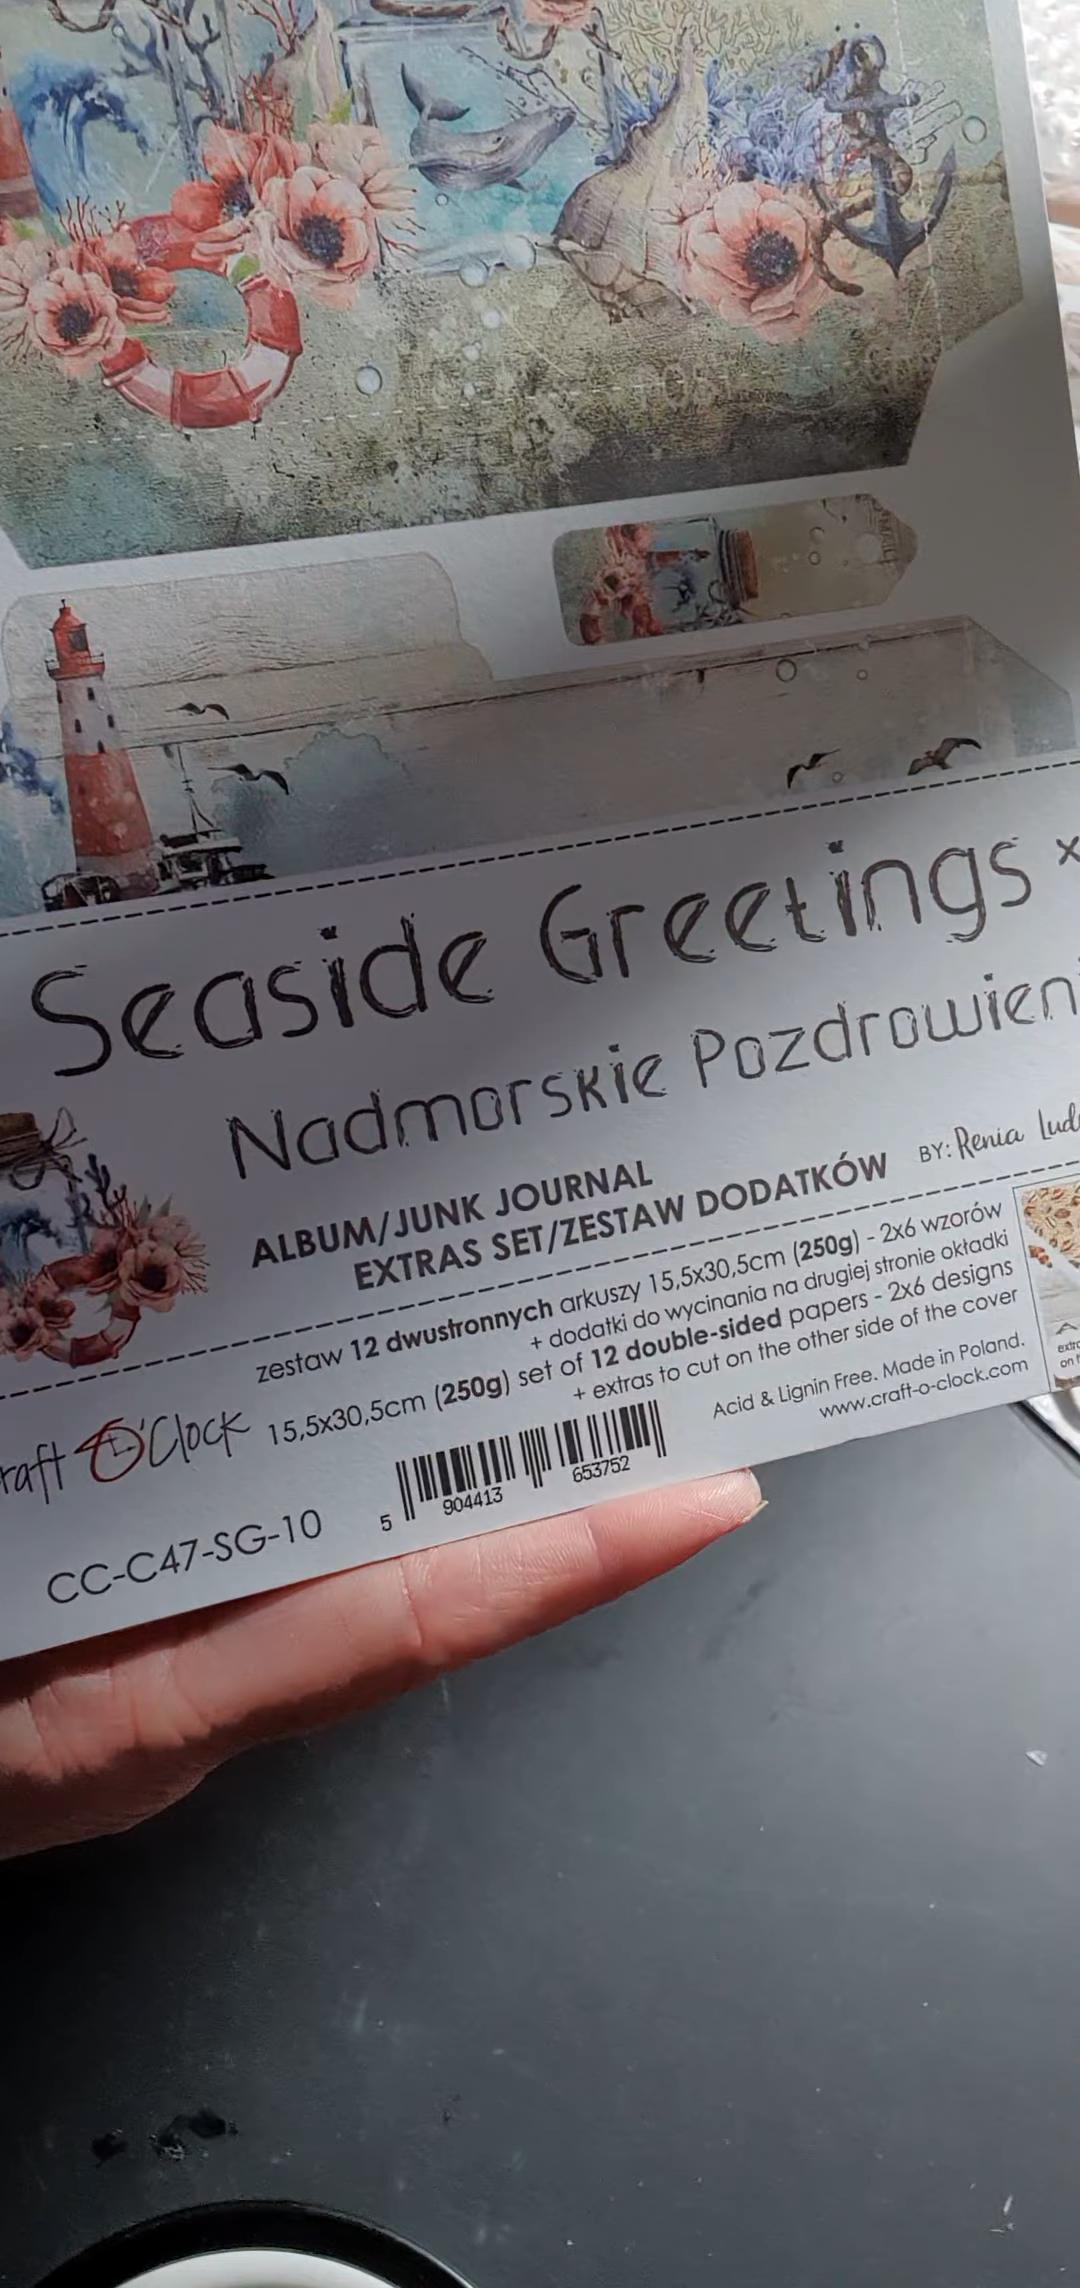 Seaside Greetings
Nadmorskie
BY: Renia
ALBUM/JUNK JOURNAL
EXTRAS SET/ZESTAW DODATKÓW
zestaw 12 dwustronnych arkuszy 15,5x30,5cm (250g) - 2x6 wzorów
+ dodatki do wycinania na drugiej stronie okładki
15,5x30,5cm (250g) set of 12 double-sided papers - 2x6 designs
+ extras to cut on the other side of the cover
Acid & Lignin Free. Made in Poland.
www.craft-o-clock.com
O'Clock
5 904413 653752
CC-C47-SG-10